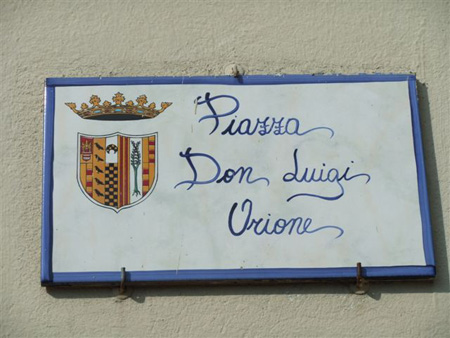 Piazza
Don Luigi
Orione